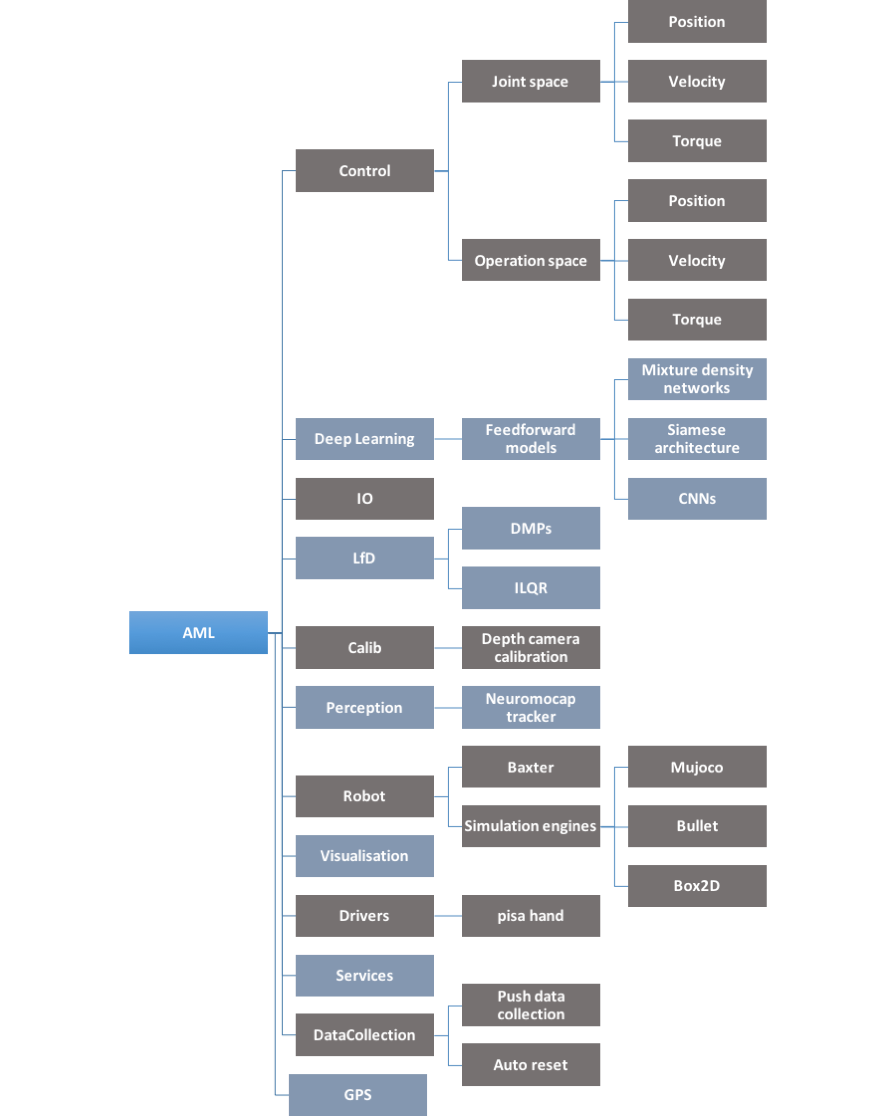 Position
Joint space
Velocity
Torque
Control
Position
Operation space
Velocity
Torque
Mixture density
networks
Deep Learning
Feedforward
models
Siamese
architecture
IO
CNNs
DMPs
LfD
ILQR
AML
Calib
Depth camera
calibration
Perception
Neuromocap
tracker
Baxter
Mujoco
Robot
Simulation engines
Bullet
Visualisation
Box2D
Drivers
pisa hand
Services
Push data
collection
DataCollection
Auto reset
GPS